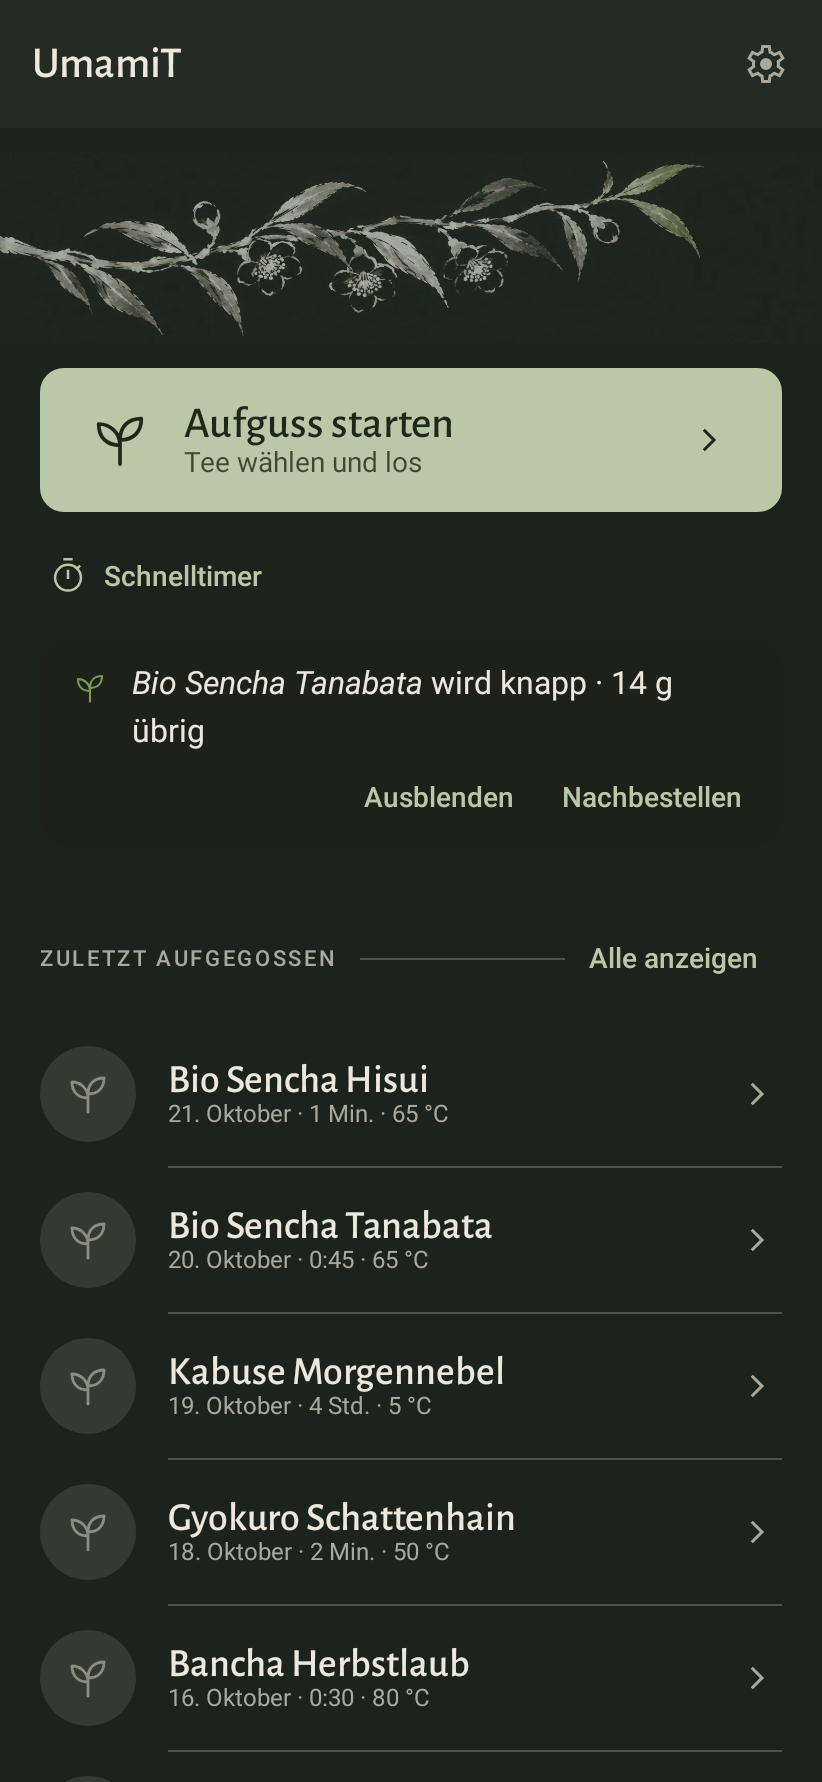 UmamiT
Aufguss starten
Tee wählen und los
Schnelltimer
Bio Sencha Tanabata wird knapp · 14 g
übrig
Ausblenden Nachbestellen
ZULETZT AUFGEGOSSEN Alle anzeigen
Bio Sencha Hisui
21. Oktober · 1 Min. · 65 °C
Bio Sencha Tanabata
20. Oktober · 0:45 · 65 °C
Kabuse Morgennebel
19. Oktober · 4 Std. · 5 °C
Gyokuro Schattenhain
18. Oktober · 2 Min. · 50 °C
Bancha Herbstlaub
16. Oktober · 0:30 · 80 °C